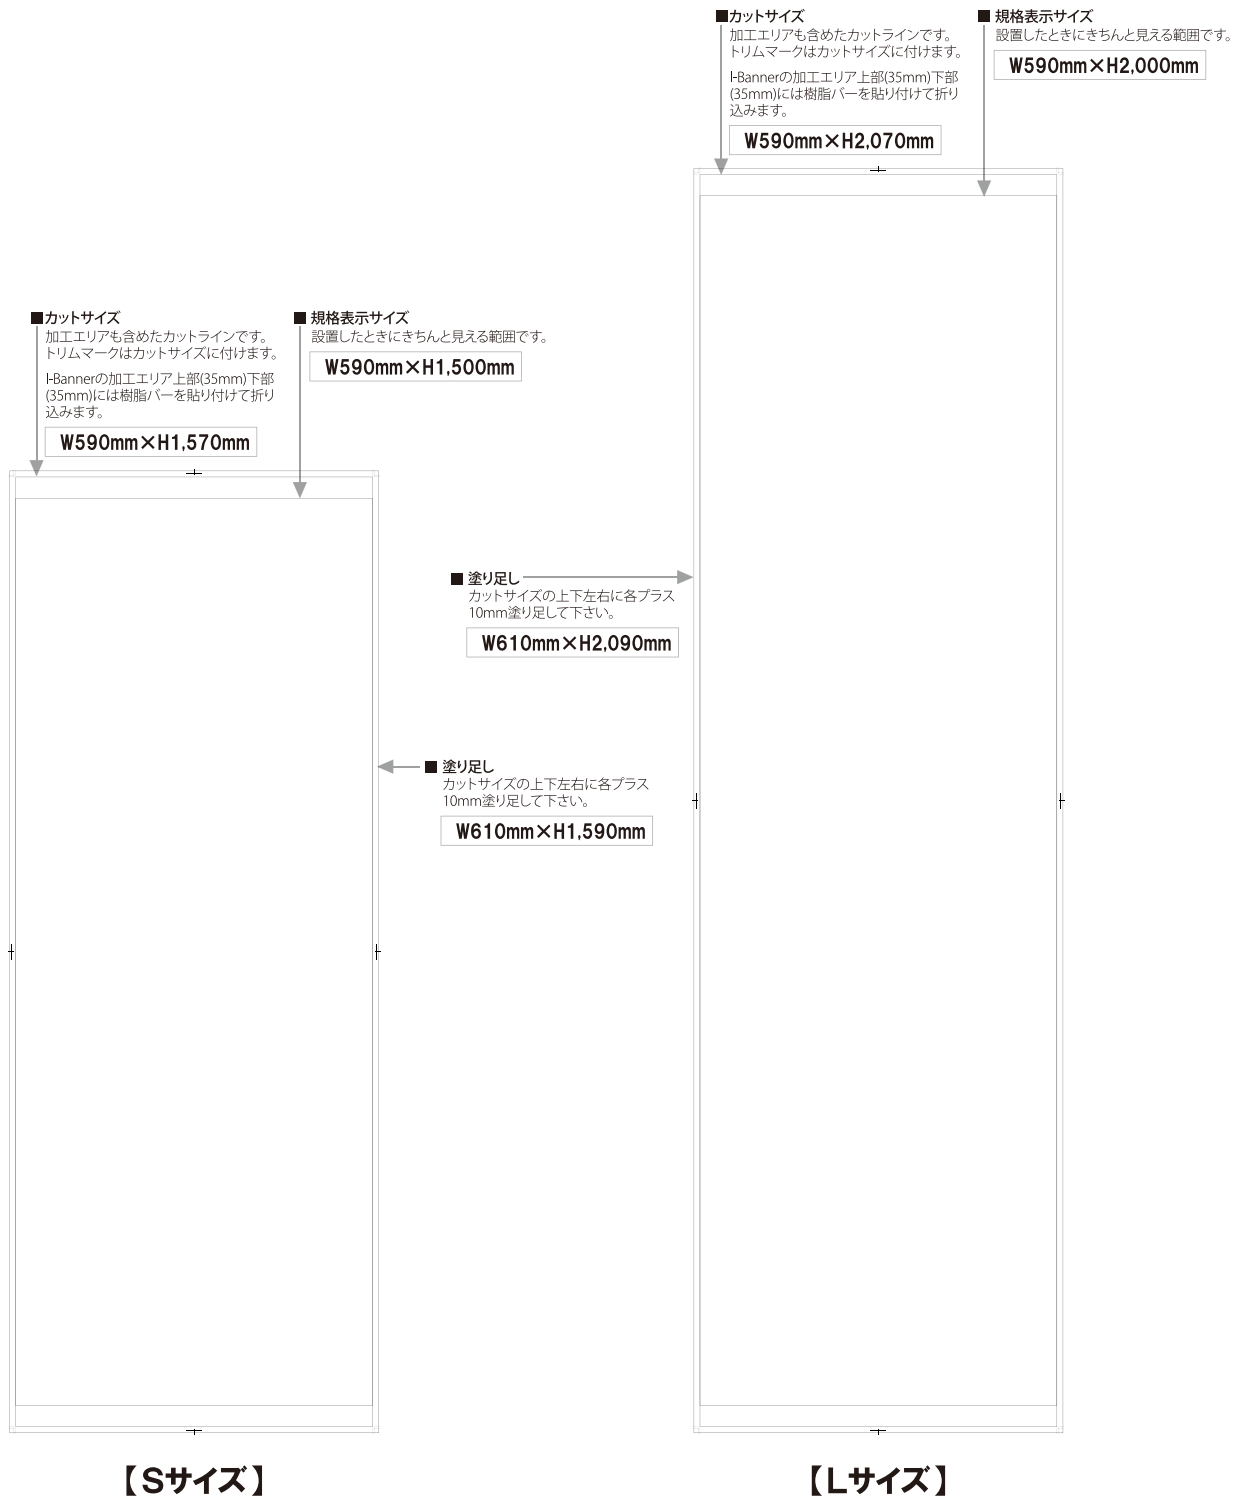 ■カットサイズ
加工エリアも含めたカットラインです。
トリムマークはカットサイズに付けます。
I-Bannerの加工エリア上部(35mm)下部
(35mm)には樹脂バーを貼り付けて折り
込みます。
W590mm×H2,070mm
■ 規格表示サイズ
設置したときにきちんと見える範囲です。
W590mm×H2,000mm
■カットサイズ
加工エリアも含めたカットラインです。
トリムマークはカットサイズに付けます。
I-Bannerの加工エリア上部(35mm)下部
(35mm)には樹脂バーを貼り付けて折り
込みます。
W590mm×H1,570mm
■ 規格表示サイズ
設置したときにきちんと見える範囲です。
W590mm×H1,500mm
■ 塗り足し
カットサイズの上下左右に各プラス
10mm塗り足して下さい。
W610mm×H2,090mm
■ 塗り足し
カットサイズの上下左右に各プラス
10mm塗り足して下さい。
W610mm×H1,590mm
【Sサイズ】
【Lサイズ】